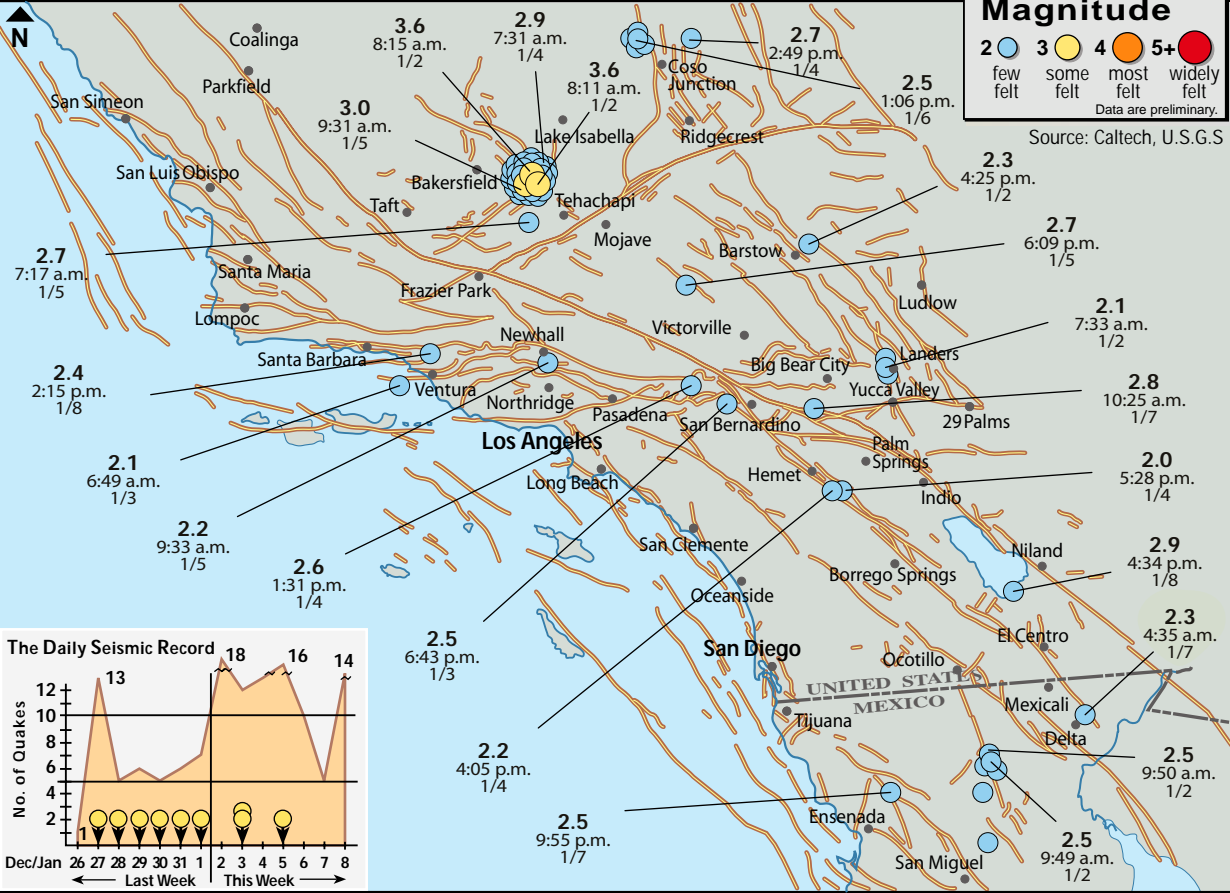 N
Coalinga
Parkfield
San Simeon
San Luis Obispo
3.6
8:15 a.m.
1/2
2.9
7:31 a.m.
1/4
3.6
8:11 a.m.
1/2
3.0
9:31 a.m.
1/5
2.7
2:49 p.m.
1/4
2.5
1:06 p.m.
1/6
Magnitude
2 3 4 5+
few felt
some felt
most felt
widely felt
Data are preliminary.
Source: Caltech, U.S.G.S
Coso
Junction
Lake Isabella
Ridgecrest
Bakersfield
Taft
Tehachapi
Mojave
2.3
4:25 p.m.
1/2
2.7
6:09 p.m.
1/5
Barstow
2.7
7:17 a.m.
1/5
Santa Maria
Frazier Park
Lompoc
Ludlow
Newhall
Victorville
2.1
7:33 a.m.
1/2
Santa Barbara
Big Bear City
Landers
2.4
2:15 p.m.
1/8
Ventura
Northridge
Pasadena
San Bernardino
Yucca Valley
29 Palms
2.8
10:25 a.m.
1/7
Los Angeles
Long Beach
Hemet
Palm
Springs
Indio
2.1
6:49 a.m.
1/3
2.0
5:28 p.m.
1/4
2.2
9:33 a.m.
1/5
2.6
1:31 p.m.
1/4
San Clemente
Niland
2.9
4:34 p.m.
1/8
Borrego Springs
Oceanside
2.5
6:43 p.m.
1/3
San Diego
El Centro
2.3
4:35 a.m.
1/7
Ocotillo
UNITED STATES
MEXICO
Mexicali
Tijuana
Delta
2.2
4:05 p.m.
1/4
2.5
9:50 a.m.
1/2
2.5
9:55 p.m.
1/7
Ensenada
2.5
9:49 a.m.
1/2
San Miguel
The Daily Seismic Record
No. of Quakes
12
10
8
6
4
2
1
13
18
16
14
Dec/Jan 26 27 28 29 30 31 1 2 3 4 5 6 7 8
Last Week This Week